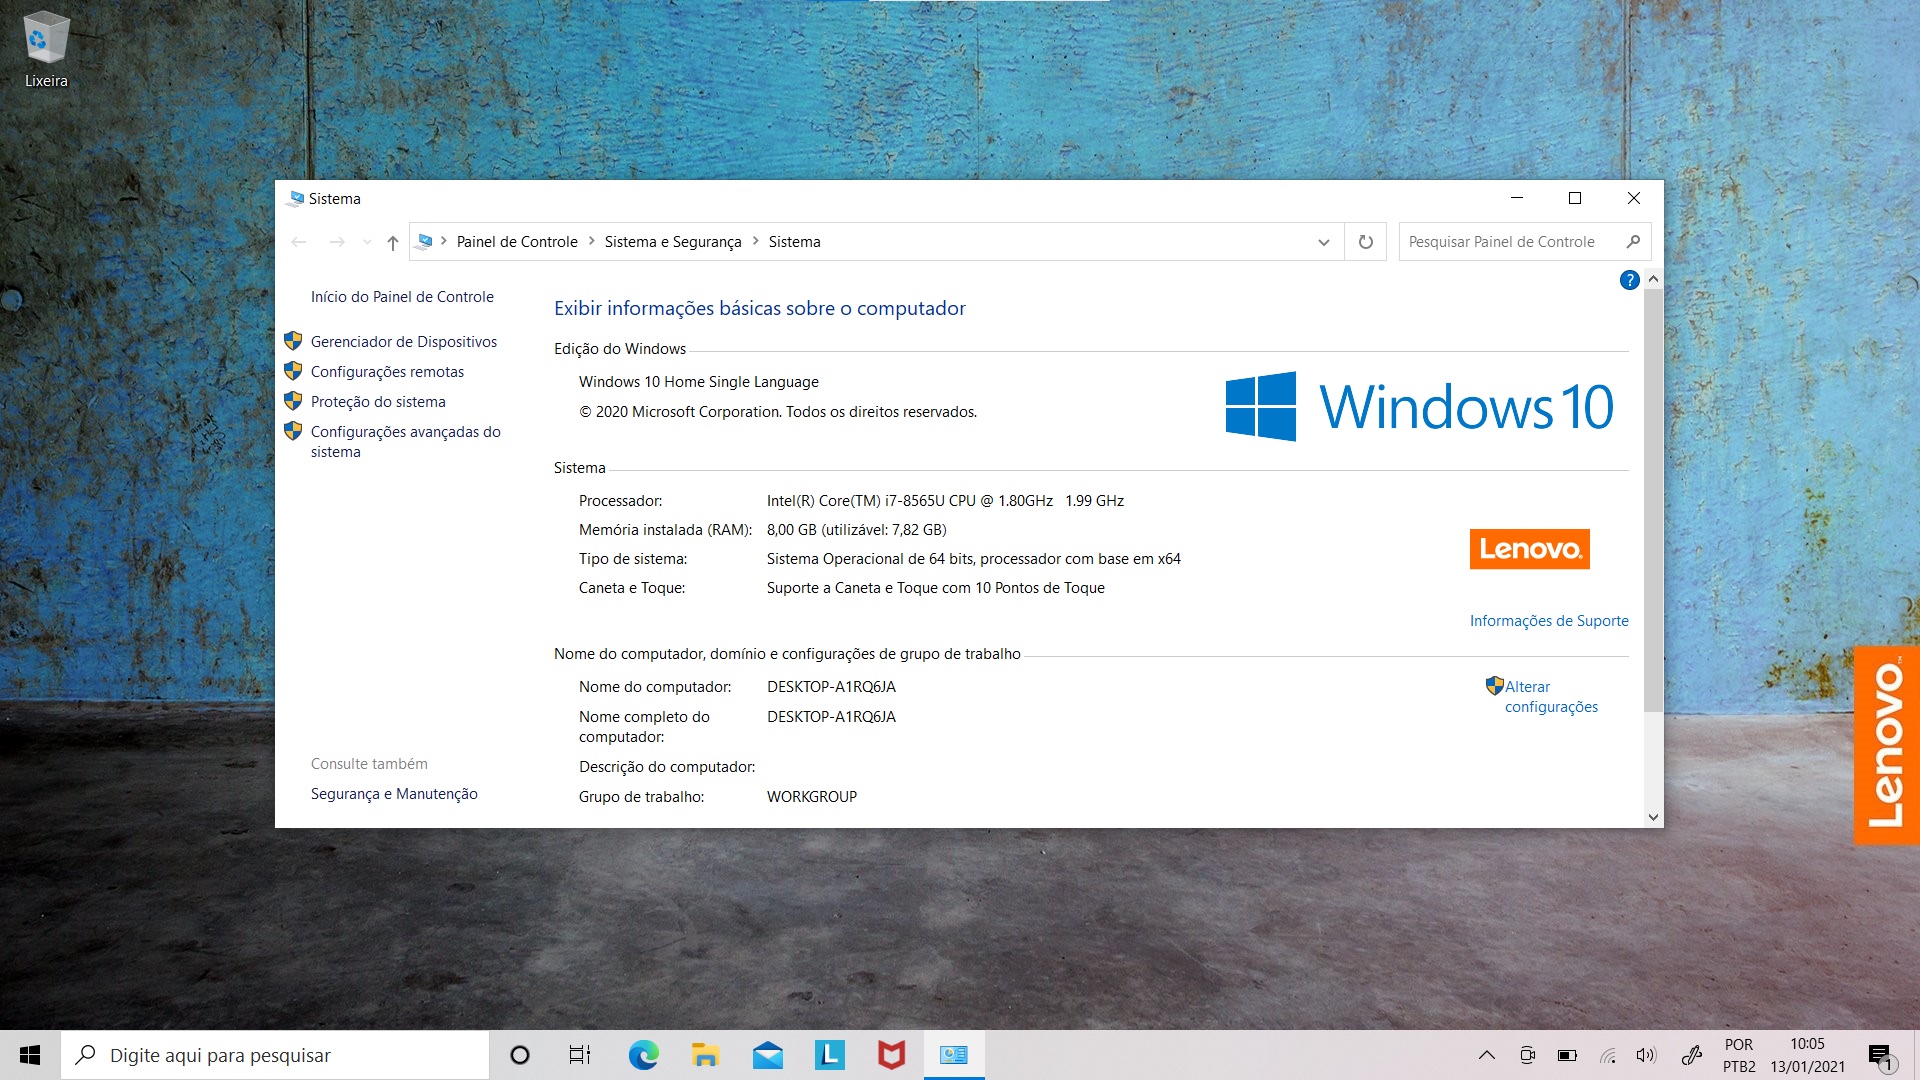 Lixeira
Sistema
Painel de Controle
Sistema e Segurança
Sistema
Pesquisar Painel de Controle
?
Início do Painel de Controle
Gerenciador de Dispositivos
Configurações remotas
Proteção do sistema
Configurações avançadas do
sistema
Consulte também
Segurança e Manutenção
Exibir informações básicas sobre o computador
Edição do Windows
Windows 10 Home Single Language
© 2020 Microsoft Corporation. Todos os direitos reservados.
Windows 10
Sistema
Processador: Intel(R) Core(TM) i7-8565U CPU @ 1.80GHz 1.99 GHz
Memória instalada (RAM): 8,00 GB (utilizável: 7,82 GB)
Tipo de sistema: Sistema Operacional de 64 bits, processador com base em x64
Caneta e Toque: Suporte a Caneta e Toque com 10 Pontos de Toque
Lenovo.
Informações de Suporte
Nome do computador, domínio e configurações de grupo de trabalho
Nome do computador: DESKTOP-A1RQ6JA
Nome completo do
computador: DESKTOP-A1RQ6JA
Descrição do computador:
Grupo de trabalho: WORKGROUP
Alterar
configurações
Lenovo™
Digite aqui para pesquisar
L
POR
PTB2
10:05
13/01/2021
1